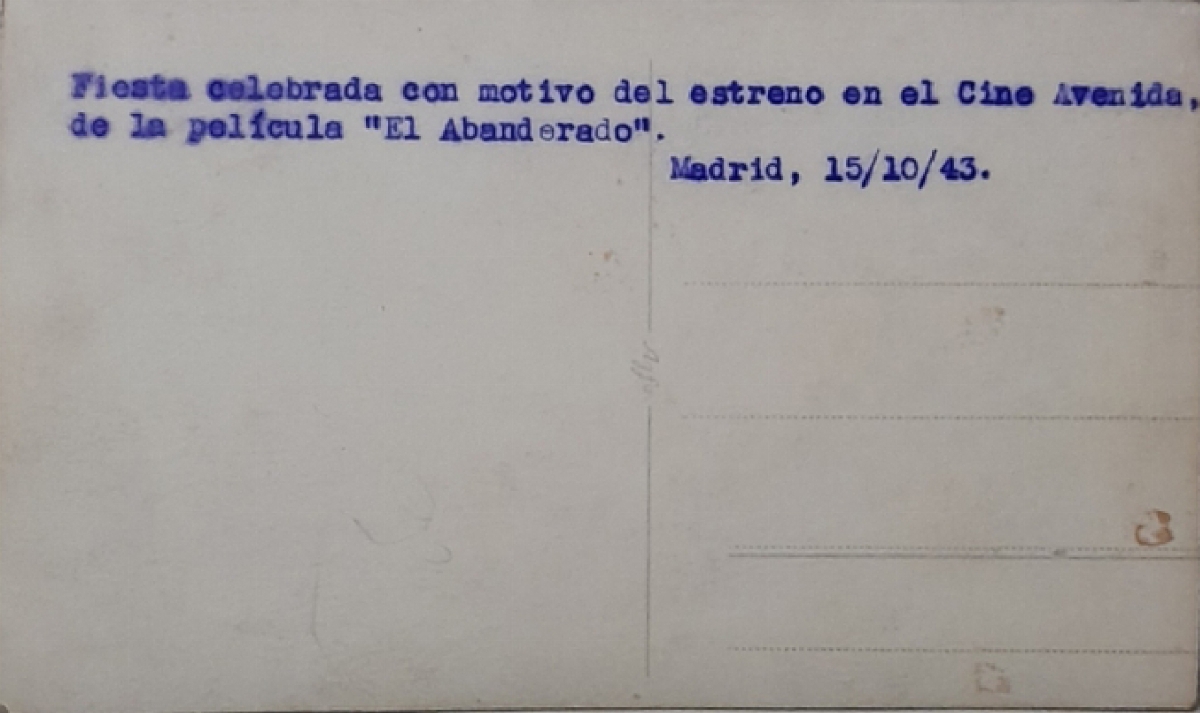 Fiesta celebrada con motivo del estreno en el Cine Avenida,
de la película "El Abanderado".
Madrid, 15/10/43.
3